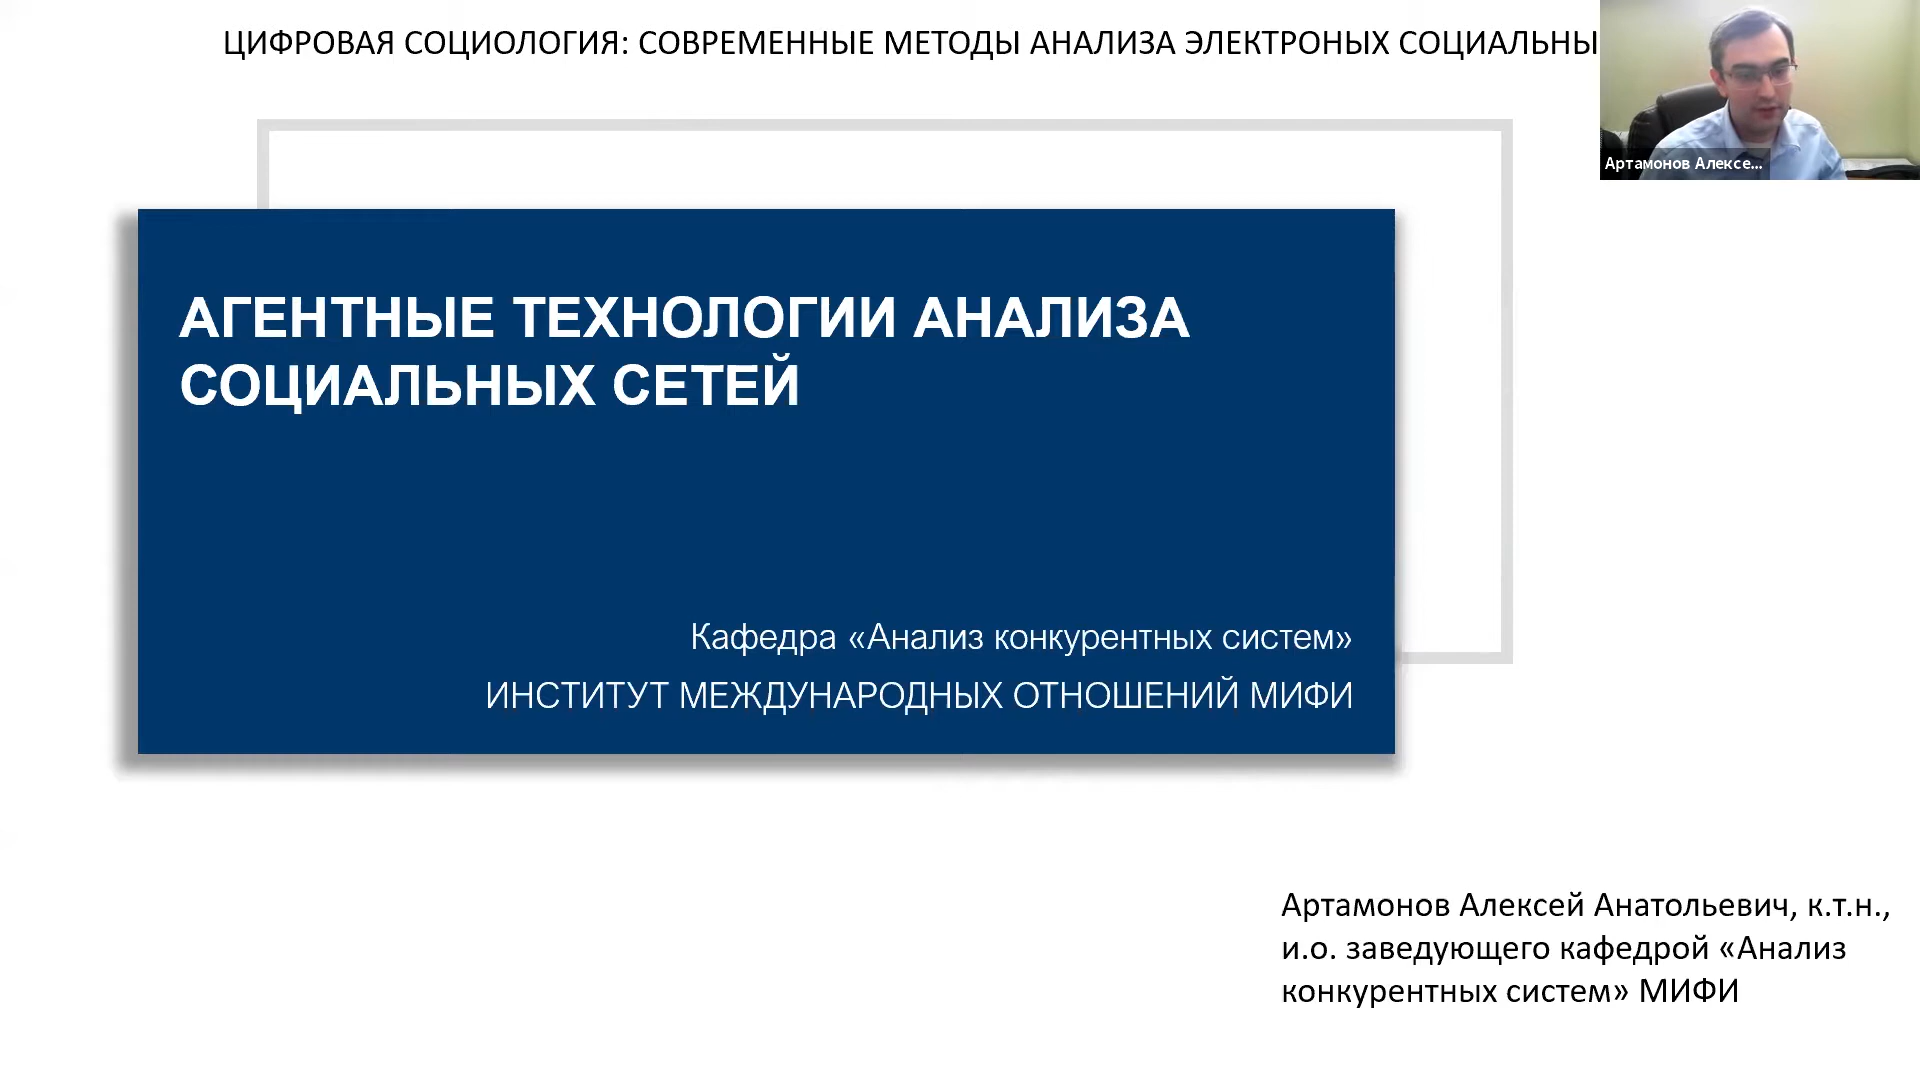 ЦИФРОВАЯ СОЦИОЛОГИЯ: СОВРЕМЕННЫЕ МЕТОДЫ АНАЛИЗА ЭЛЕКТРОНЫХ СОЦИАЛЬНЫ
Артамонов Алексе...
АГЕНТНЫЕ ТЕХНОЛОГИИ АНАЛИЗА
СОЦИАЛЬНЫХ СЕТЕЙ
Кафедра «Анализ конкурентных систем»
ИНСТИТУТ МЕЖДУНАРОДНЫХ ОТНОШЕНИЙ МИФИ
Артамонов Алексей Анатольевич, к.т.н.,
и.о. заведующего кафедрой «Анализ
конкурентных систем» МИФИ